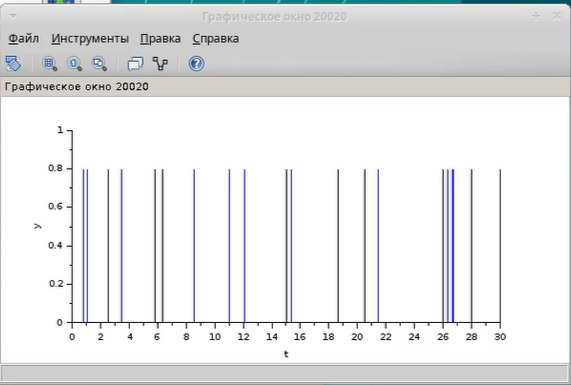 Графическое окно 20020
Файл Инструменты Правка Справка
Графическое окно 20020
1
0.8
0.6
0.4
0.2
0
y
0 2 4 6 8 10 12 14 16 18 20 22 24 26 28 30
t